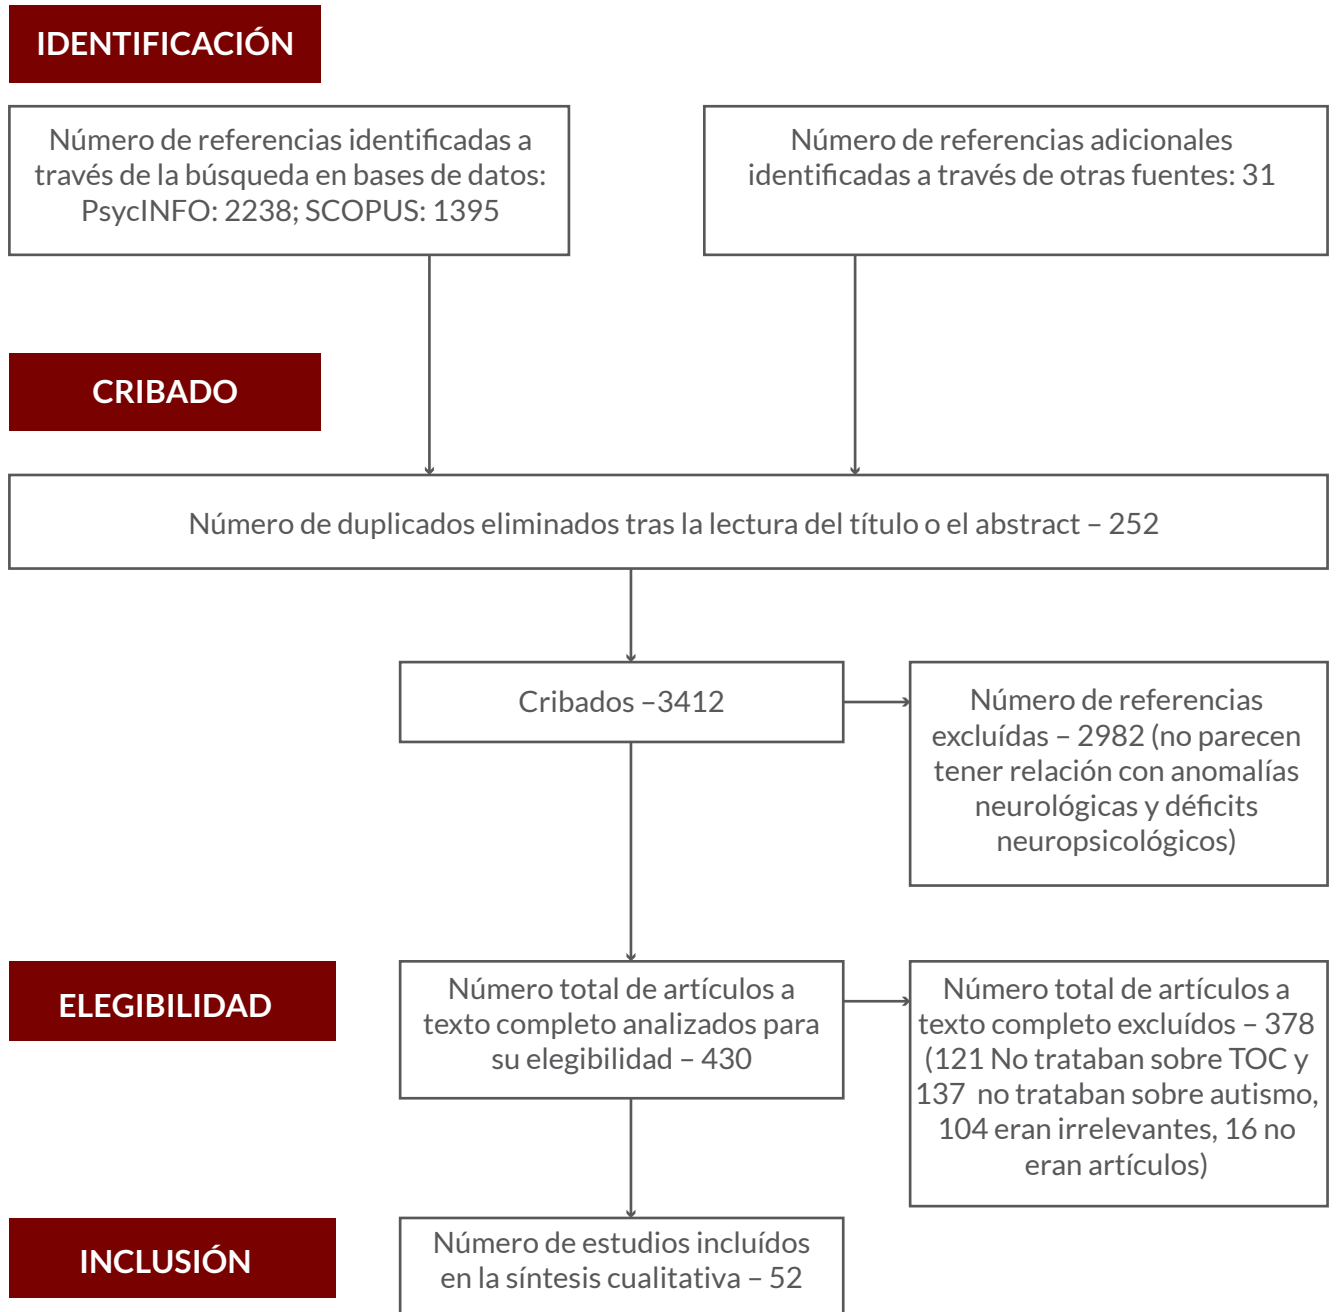 IDENTIFICACIÓN
Número de referencias identificadas a
través de la búsqueda en bases de datos:
PsycINFO: 2238; SCOPUS: 1395
Número de referencias adicionales
identificadas a través de otras fuentes: 31
CRIBADO
Número de duplicados eliminados tras la lectura del título o el abstract – 252
Cribados –3412
Número de referencias
excluídas – 2982 (no parecen
tener relación con anomalías
neurológicas y déficits
neuropsicológicos)
ELEGIBILIDAD
Número total de artículos a
texto completo analizados para
su elegibilidad – 430
Número total de artículos a
texto completo excluídos – 378
(121 No trataban sobre TOC y
137 no trataban sobre autismo,
104 eran irrelevantes, 16 no
eran artículos)
INCLUSIÓN
Número de estudios incluídos
en la síntesis cualitativa – 52